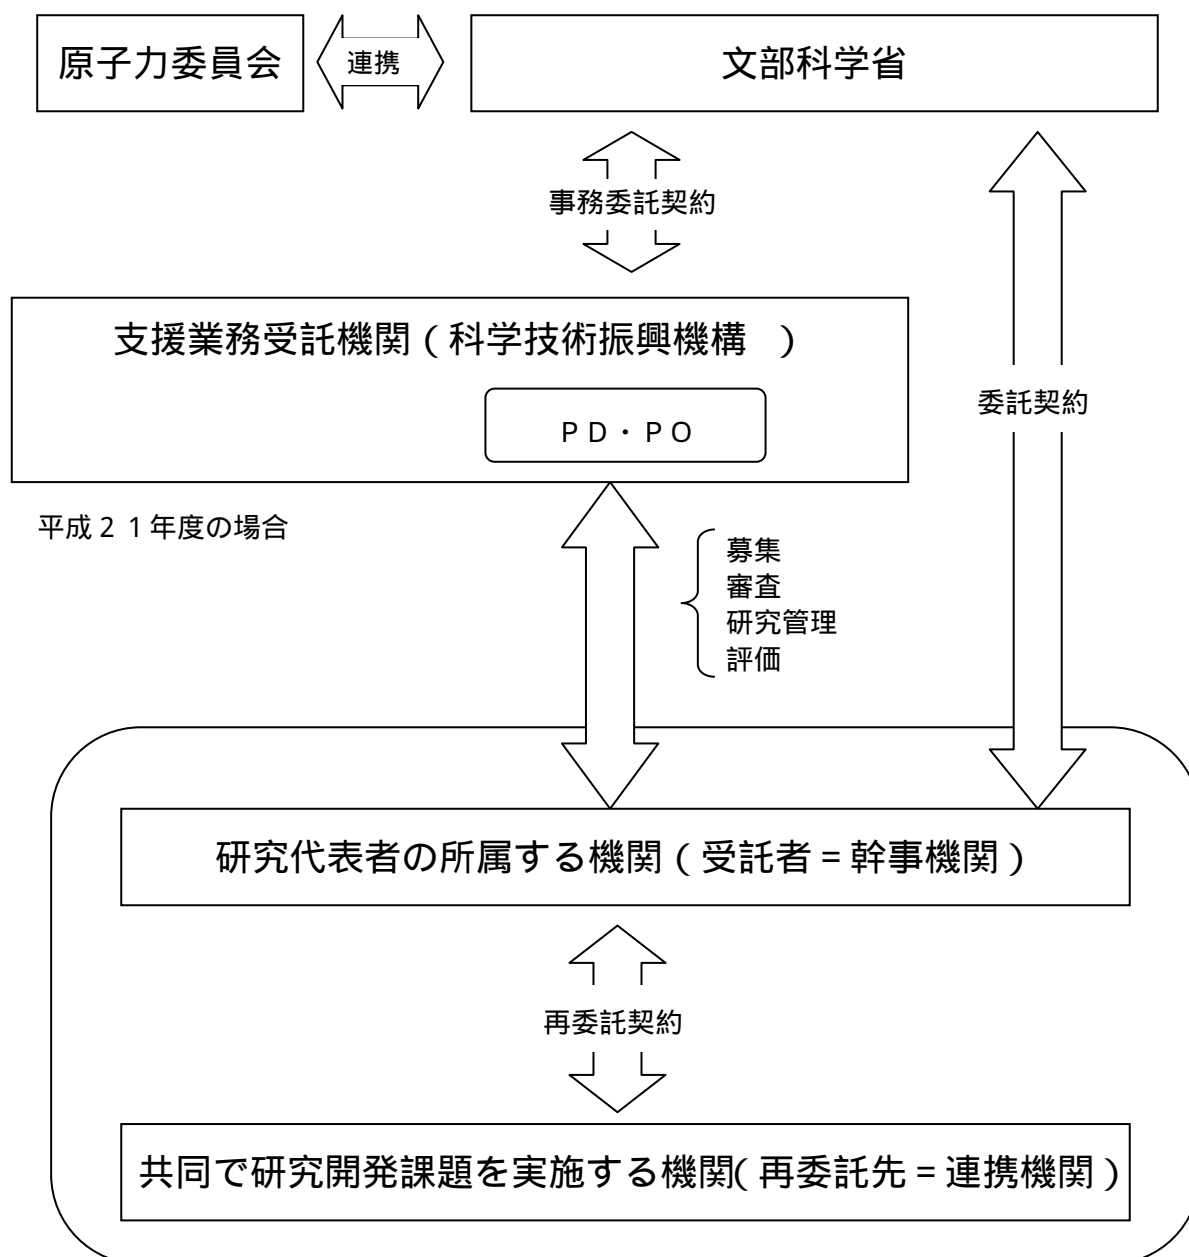 原子力委員会
連携
文部科学省
事務委託契約
支援業務受託機関(科学技術振興機構 )
PD・PO
委託契約
平成21年度の場合
募集
審査
研究管理
評価
研究代表者の所属する機関(受託者=幹事機関)
再委託契約
共同で研究開発課題を実施する機関(再委託先=連携機関)